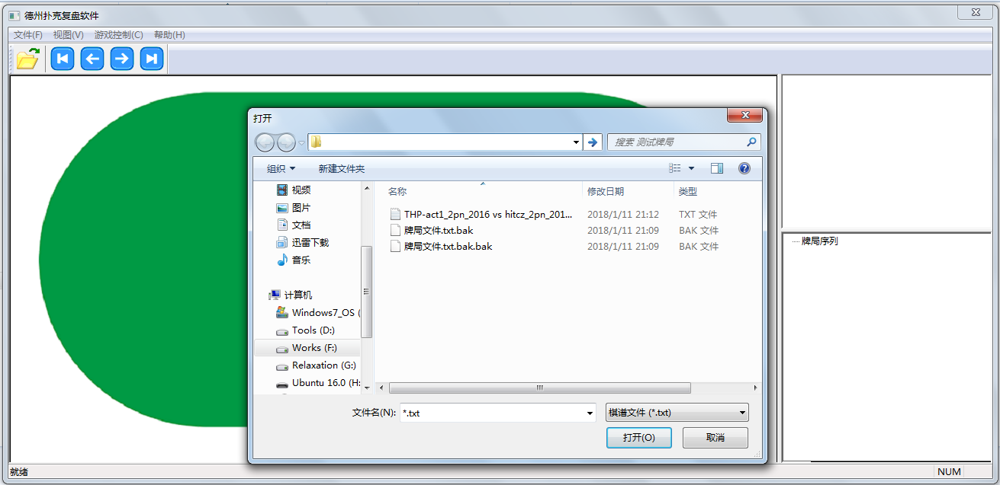 德州扑克复盘软件
文件(F) 视图(V) 游戏控制(C) 帮助(H)
打开
搜索 测试牌局
组织 新建文件夹
视频
图片
文档
迅雷下载
音乐
计算机
Windows7_OS (
Tools (D:)
Works (F:)
Relaxation (G:)
Ubuntu 16.0 (H:
名称 修改日期 类型
THP-act1_2pn_2016 vs hitcz_2pn_201... 2018/1/11 21:12 TXT 文件
牌局文件.txt.bak 2018/1/11 21:09 BAK 文件
牌局文件.txt.bak.bak 2018/1/11 21:09 BAK 文件
文件名(N): *.txt 棋谱文件 (*.txt)
打开(O) 取消
牌局序列
就绪 NUM